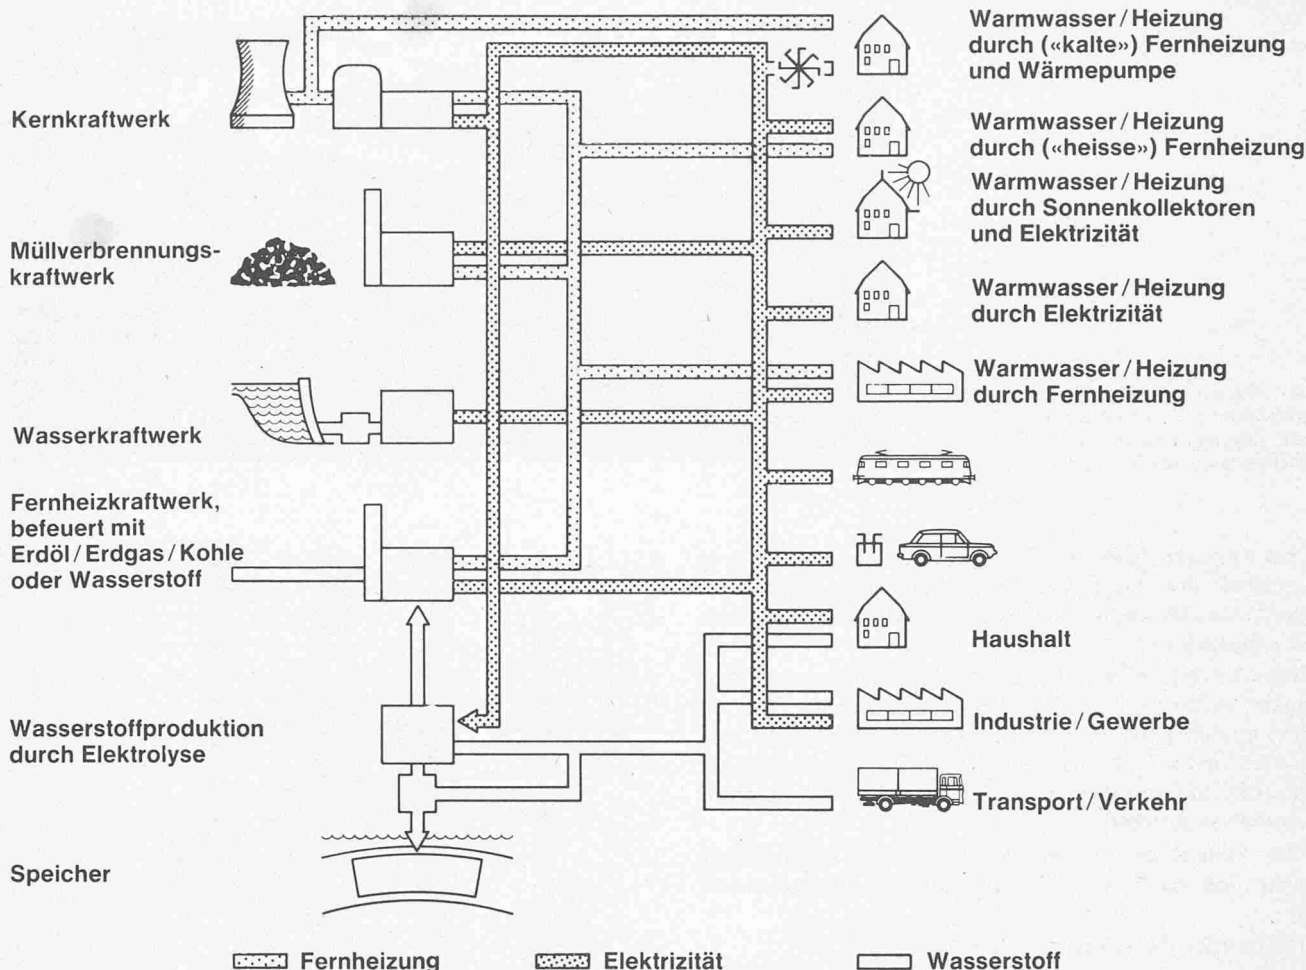 Kernkraftwerk
Müllverbrennungs-
kraftwerk
Wasserkraftwerk
Fernheizkraftwerk,
befeuert mit
Erdöl / Erdgas / Kohle
oder Wasserstoff
Wasserstoffproduktion
durch Elektrolyse
Speicher
Warmwasser / Heizung
durch («kalte») Fernheizung
und Wärmepumpe
Warmwasser / Heizung
durch («heisse») Fernheizung
Warmwasser / Heizung
durch Sonnenkollektoren
und Elektrizität
Warmwasser / Heizung
durch Elektrizität
Warmwasser / Heizung
durch Fernheizung
Haushalt
Industrie / Gewerbe
Transport / Verkehr
Fernheizung
Elektrizität
Wasserstoff